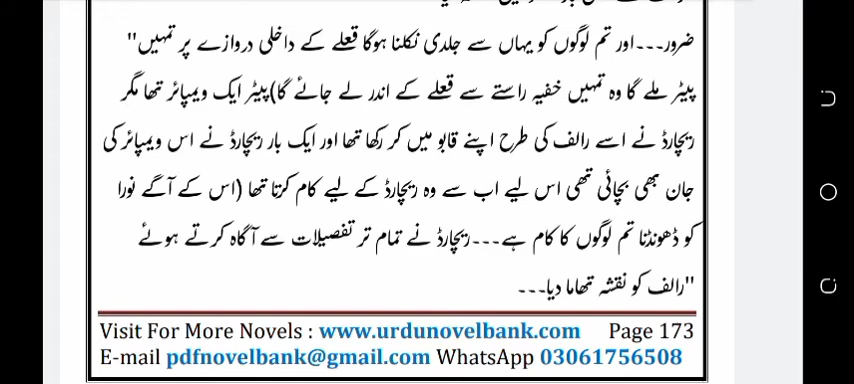 ضرور---اور تم لوگوں کو یہاں سے جلدی نکلنا ہوگا قعلے کے داخلی دروازے پر تمہیں"
پیٹر ملے گا وہ تمہیں خفیہ راستے سے قعلے کے اندر لے جائے گا)پیٹر ایک ویمپائر تھا مگر
ریچارڈ نے اسے رالف کی طرح اپنے قابو میں کر رکھا تھا اور ایک بار ریچارڈ نے اس ویمپائر کی
جان بھی بچائی تھی اس لیے اب سے وہ ریچارڈ کے لیے کام کرتا تھا (اس کے آگے نورا
کو ڈھونڈنا تم لوگوں کا کام ہے---ریچارڈ نے تمام تر تفصیلات سے آگاہ کرتے ہوئے
"رالف کو نقشہ تھاما دیا---
Visit For More Novels : www.urdunovelbank.com Page 173
E-mail pdfnovelbank@gmail.com WhatsApp 03061756508